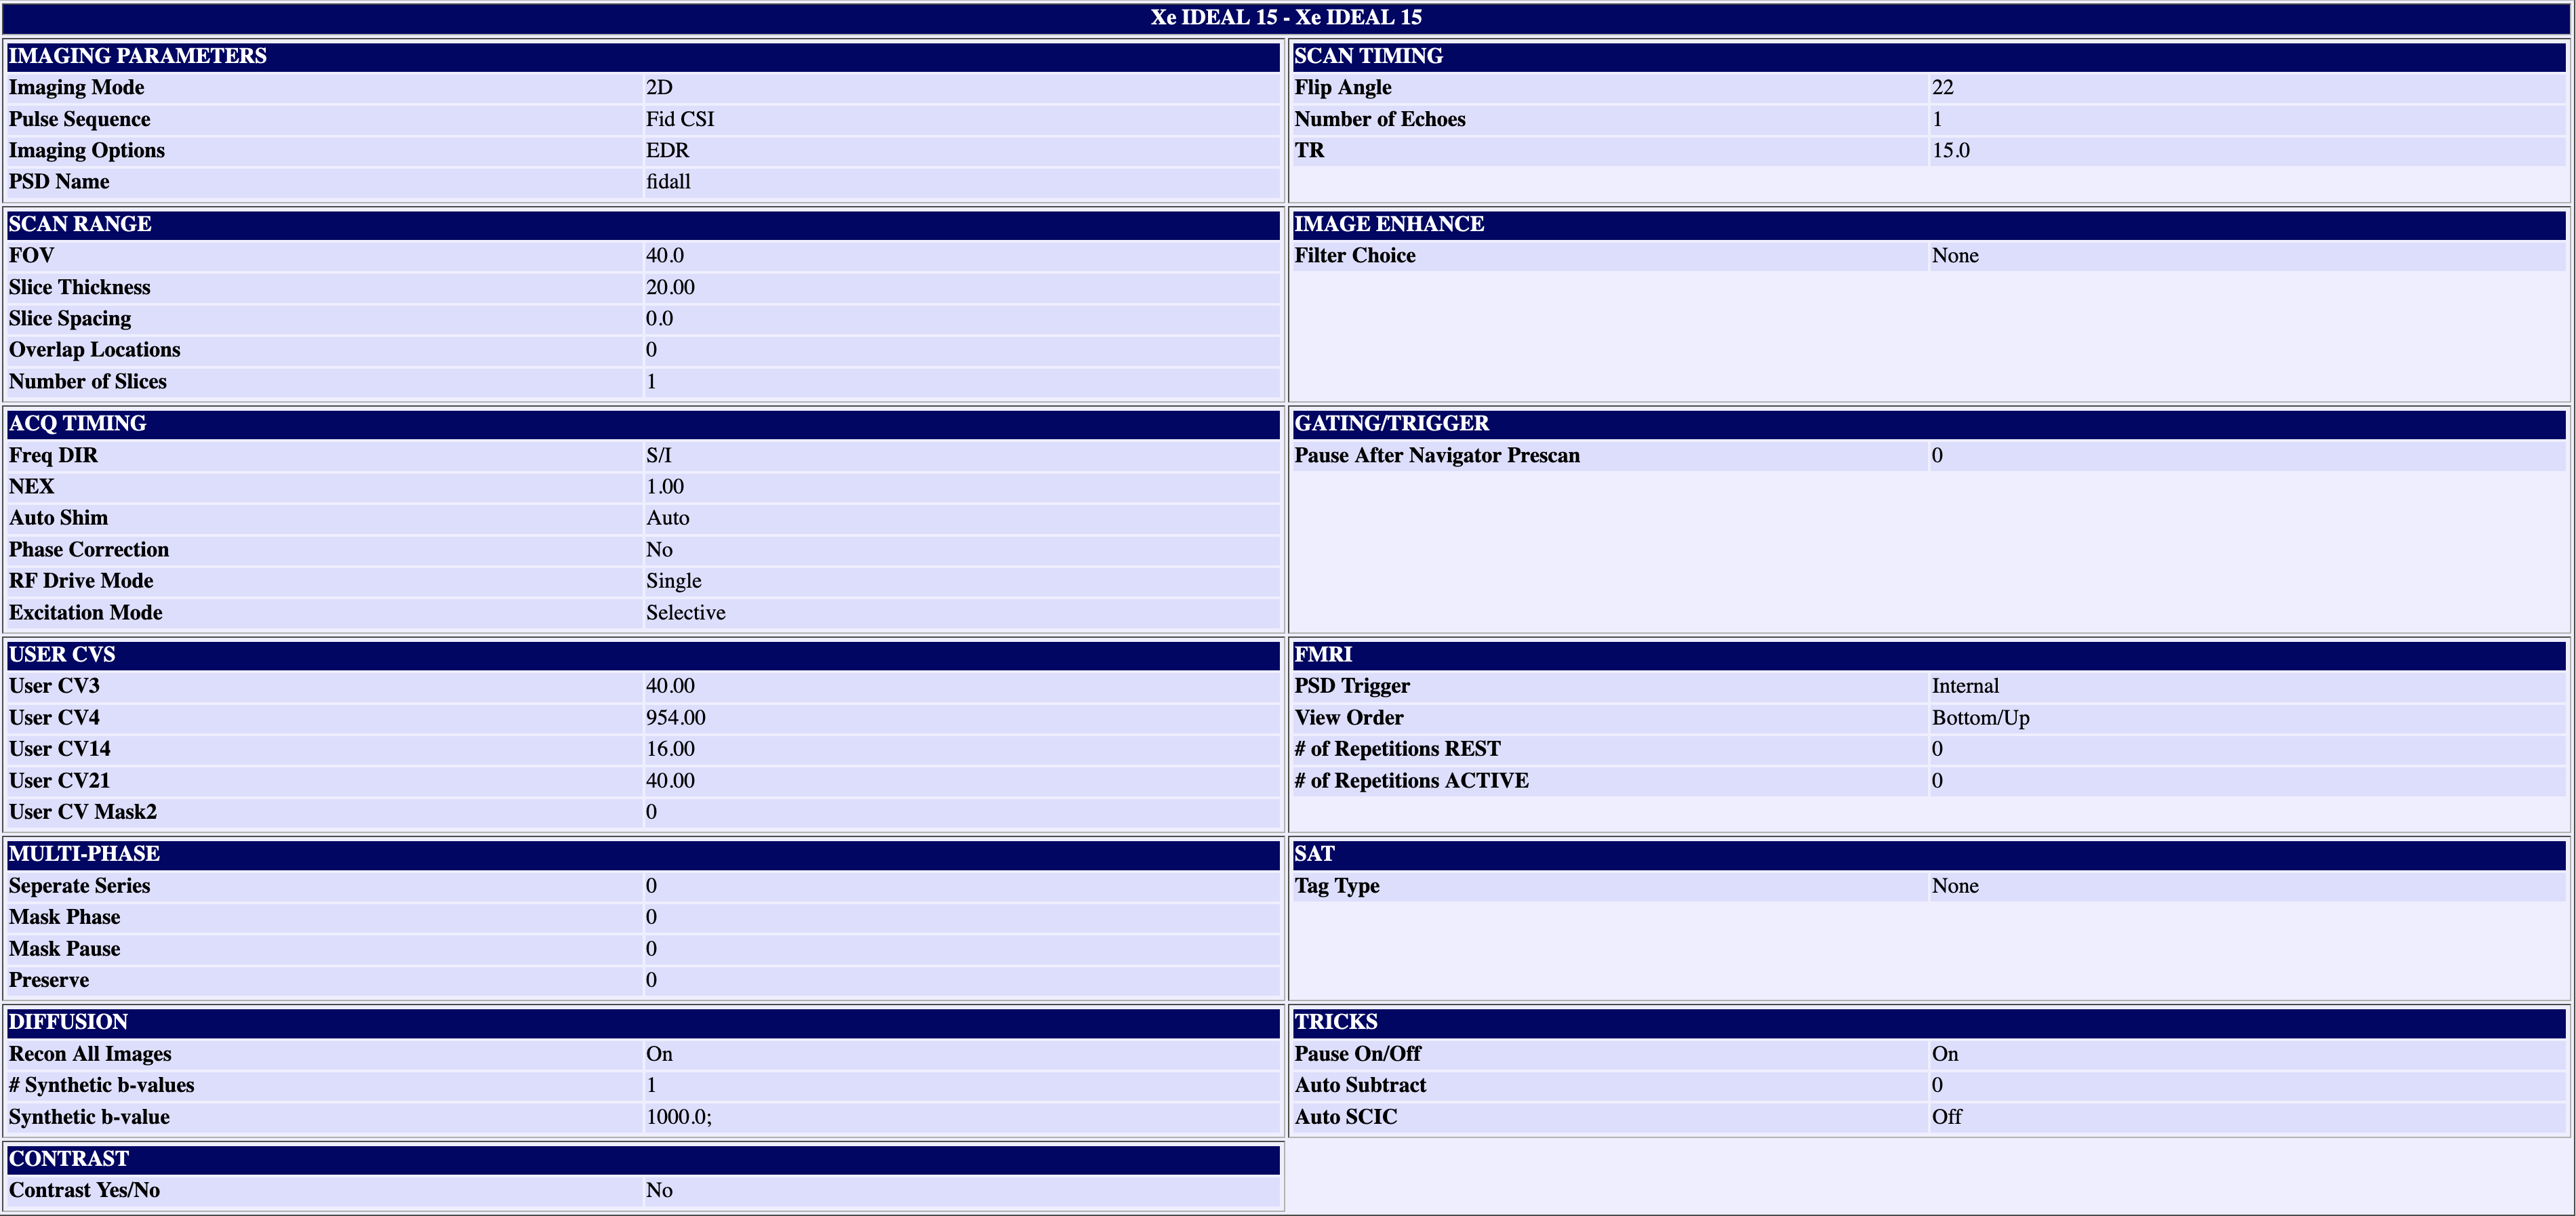 Xe IDEAL 15 - Xe IDEAL 15
IMAGING PARAMETERS
Imaging Mode 2D
Pulse Sequence Fid CSI
Imaging Options EDR
PSD Name fidall
SCAN TIMING
Flip Angle 22
Number of Echoes 1
TR 15.0
SCAN RANGE
FOV 40.0
Slice Thickness 20.00
Slice Spacing 0.0
Overlap Locations 0
Number of Slices 1
IMAGE ENHANCE
Filter Choice None
ACQ TIMING
Freq DIR S/I
NEX 1.00
Auto Shim Auto
Phase Correction No
RF Drive Mode Single
Excitation Mode Selective
GATING/TRIGGER
Pause After Navigator Prescan 0
USER CVS
User CV3 40.00
User CV4 954.00
User CV14 16.00
User CV21 40.00
User CV Mask2 0
FMRI
PSD Trigger Internal
View Order Bottom/Up
# of Repetitions REST 0
# of Repetitions ACTIVE 0
MULTI-PHASE
Seperate Series 0
Mask Phase 0
Mask Pause 0
Preserve 0
SAT
Tag Type None
DIFFUSION
Recon All Images On
# Synthetic b-values 1
Synthetic b-value 1000.0;
TRICKS
Pause On/Off On
Auto Subtract 0
Auto SCIC Off
CONTRAST
Contrast Yes/No No